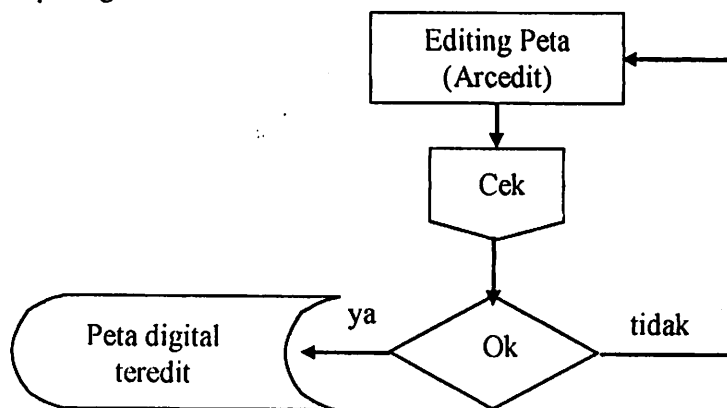 Editing Peta
(Arcedit)
Cek
Ok
ya
tidak
Peta digital
teredit